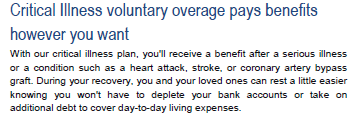 Critical Illness voluntary overage pays benefits
however you want
With our critical illness plan, you'll receive a benefit after a serious illness
or a condition such as a heart attack, stroke, or coronary artery bypass
graft. During your recovery, you and your loved ones can rest a little easier
knowing you won't have to deplete your bank accounts or take on
additional debt to cover day-to-day living expenses.